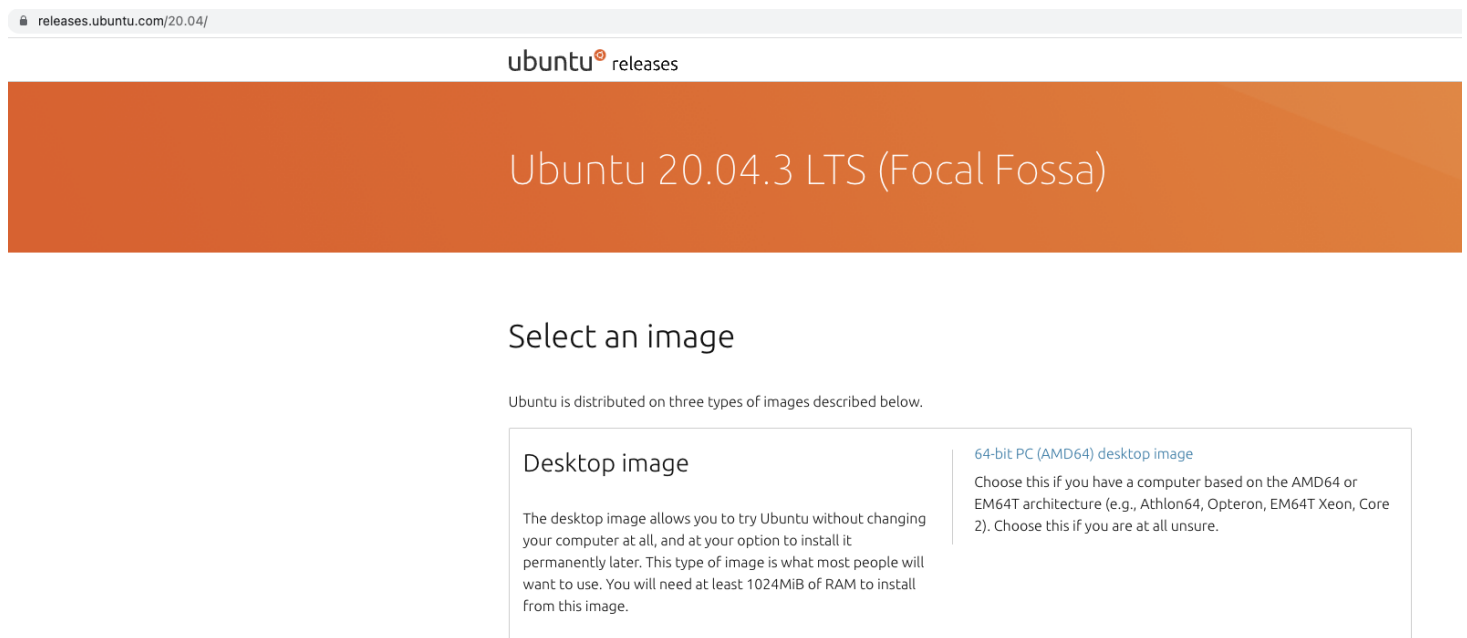 releases.ubuntu.com/20.04/
ubuntu releases
Ubuntu 20.04.3 LTS (Focal Fossa)
Select an image
Ubuntu is distributed on three types of images described below.
Desktop image
The desktop image allows you to try Ubuntu without changing
your computer at all, and at your option to install it
permanently later. This type of image is what most people will
want to use. You will need at least 1024MiB of RAM to install
from this image.
64-bit PC (AMD64) desktop image
Choose this if you have a computer based on the AMD64 or
EM64T architecture (e.g., Athlon64, Opteron, EM64T Xeon, Core
2). Choose this if you are at all unsure.